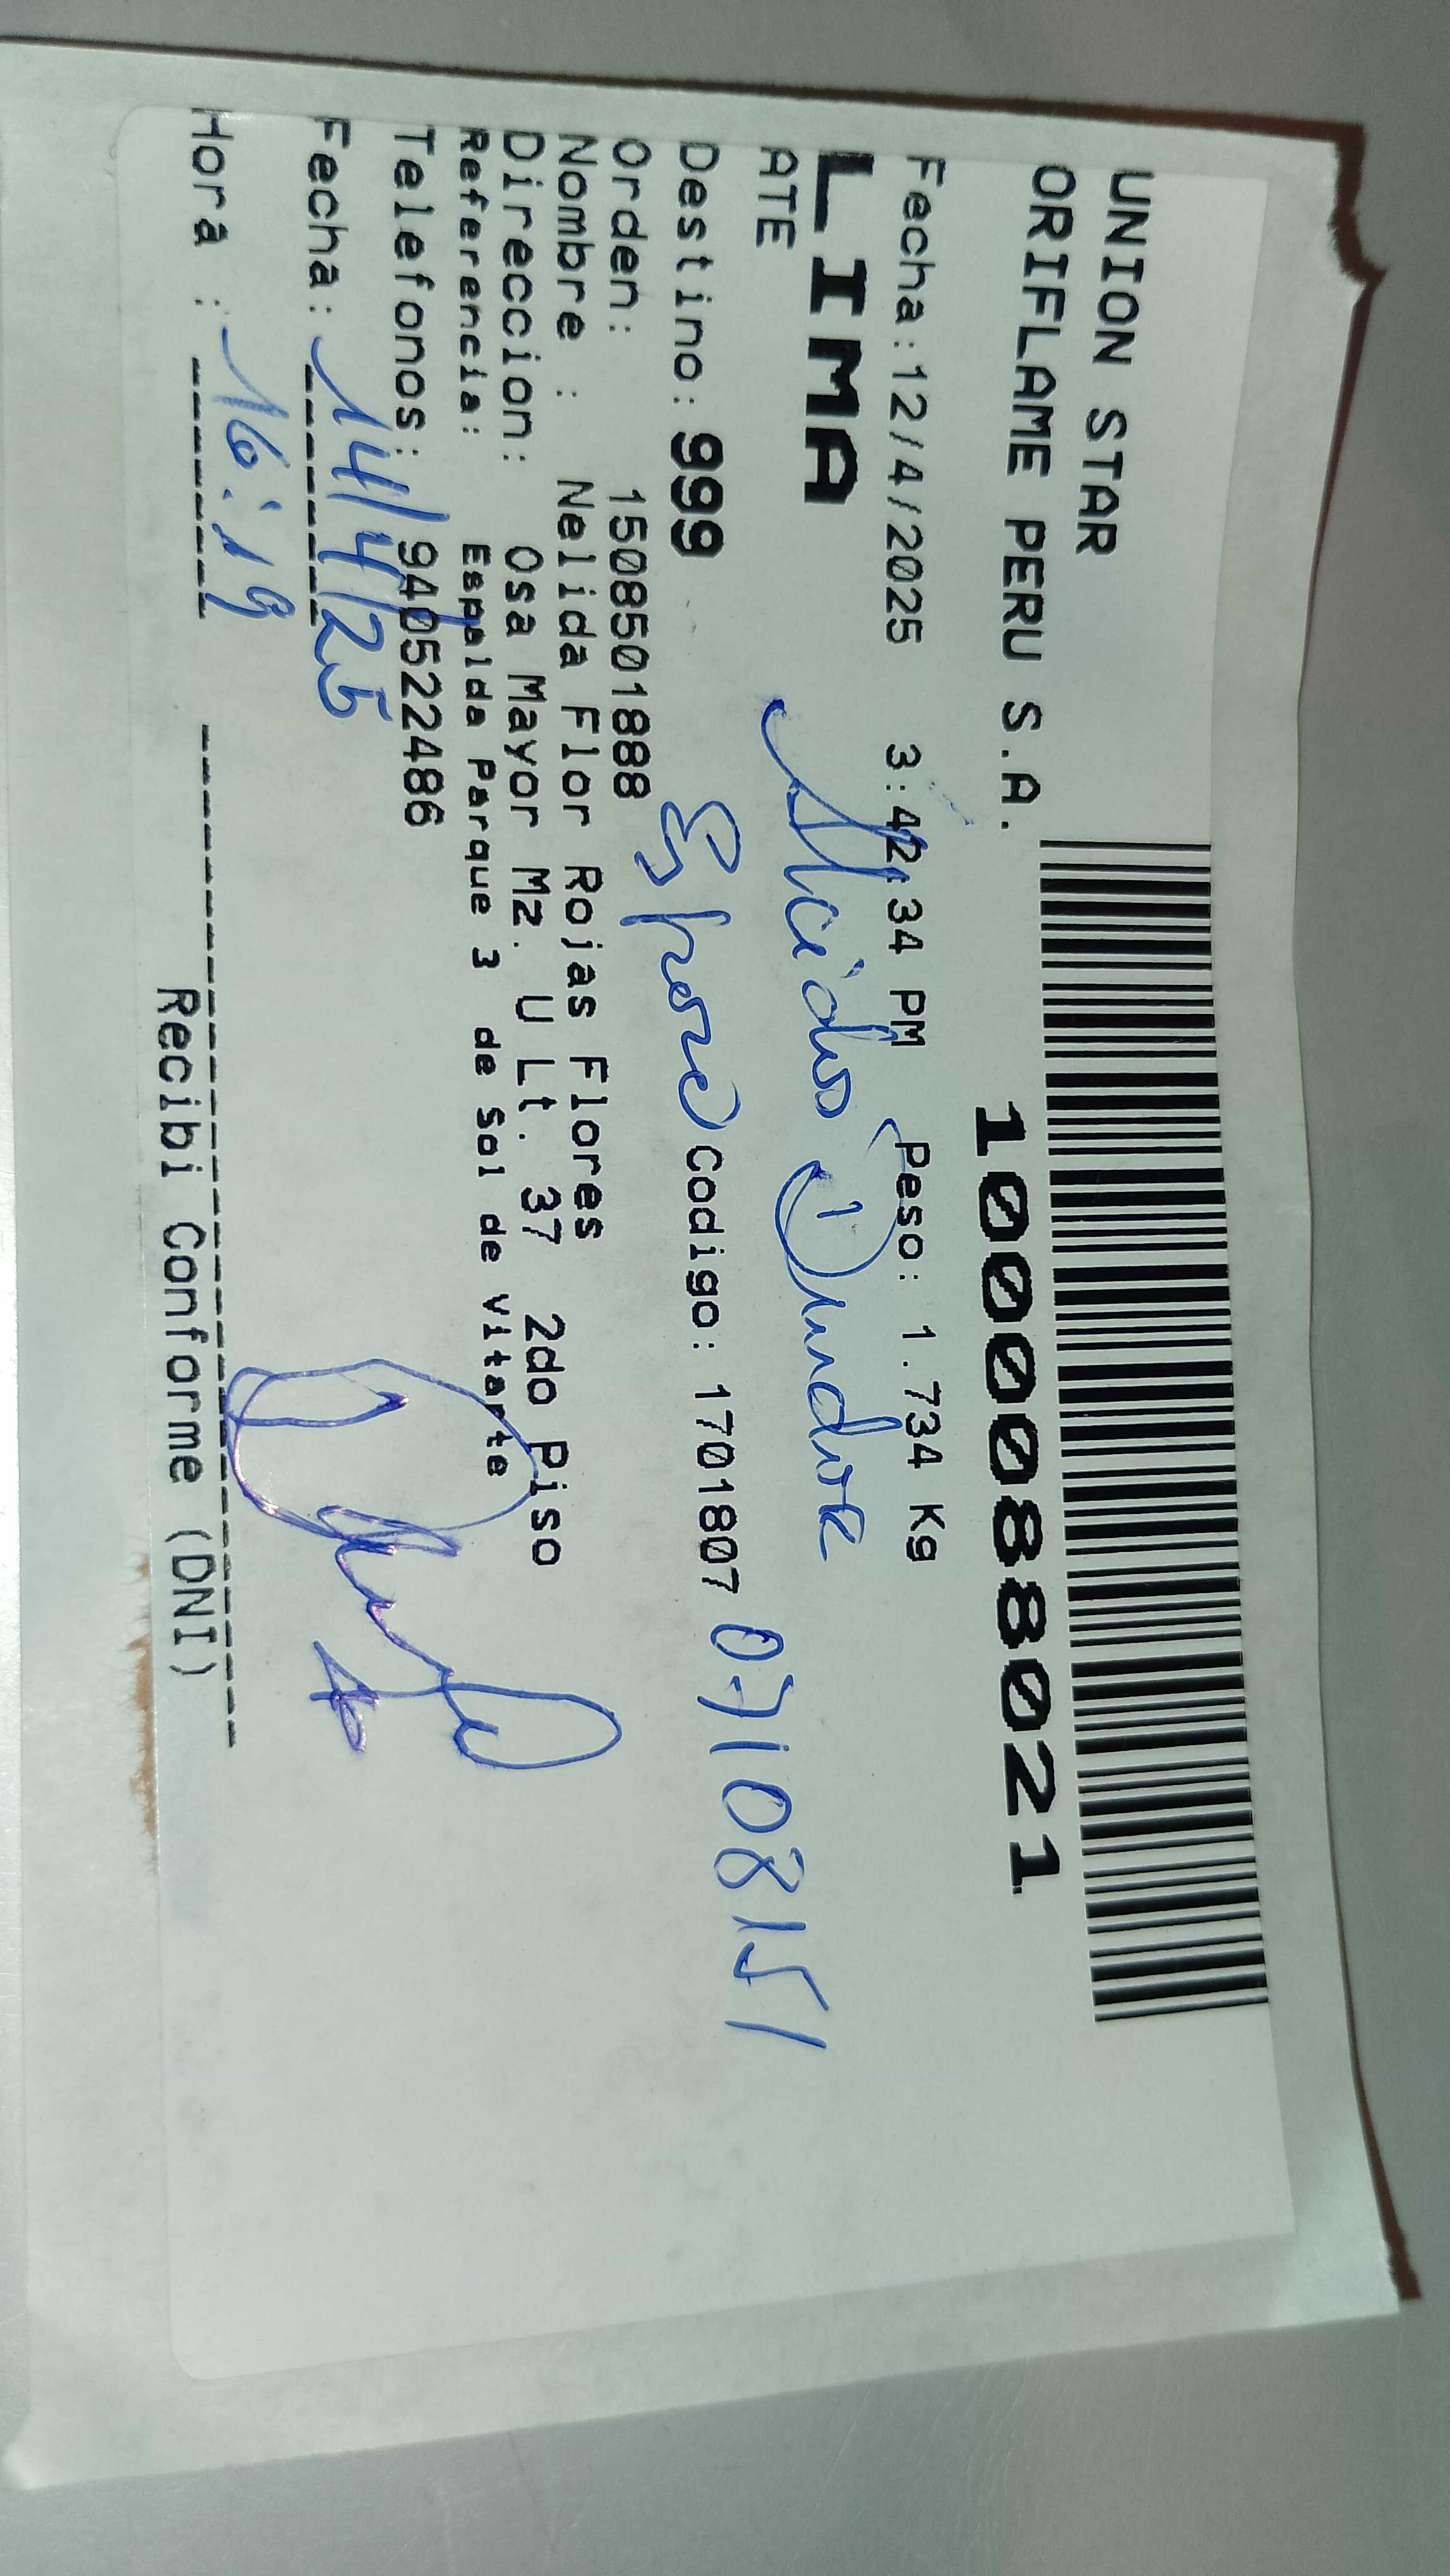 UNION STAR
ORIFLAME PERU S.A.
1000088021
Fecha:12/4/2025 3:42:34 PM Peso: 1.734 Kg
LIMA
ATE
Esposo
Destino: 999 Codigo: 1701807 07108151
Orden: 1508501888
Nombre : Nelida Flor Rojas Flores
Direccion: Osa Mayor Mz. U Lt. 37 2do Piso
Referencia: Espalda Parque 3 de Sol de Vitarte
Telefonos: 940522486
Fecha: 14/4/25
Hora : 16:19
Recibi Conforme (DNI)